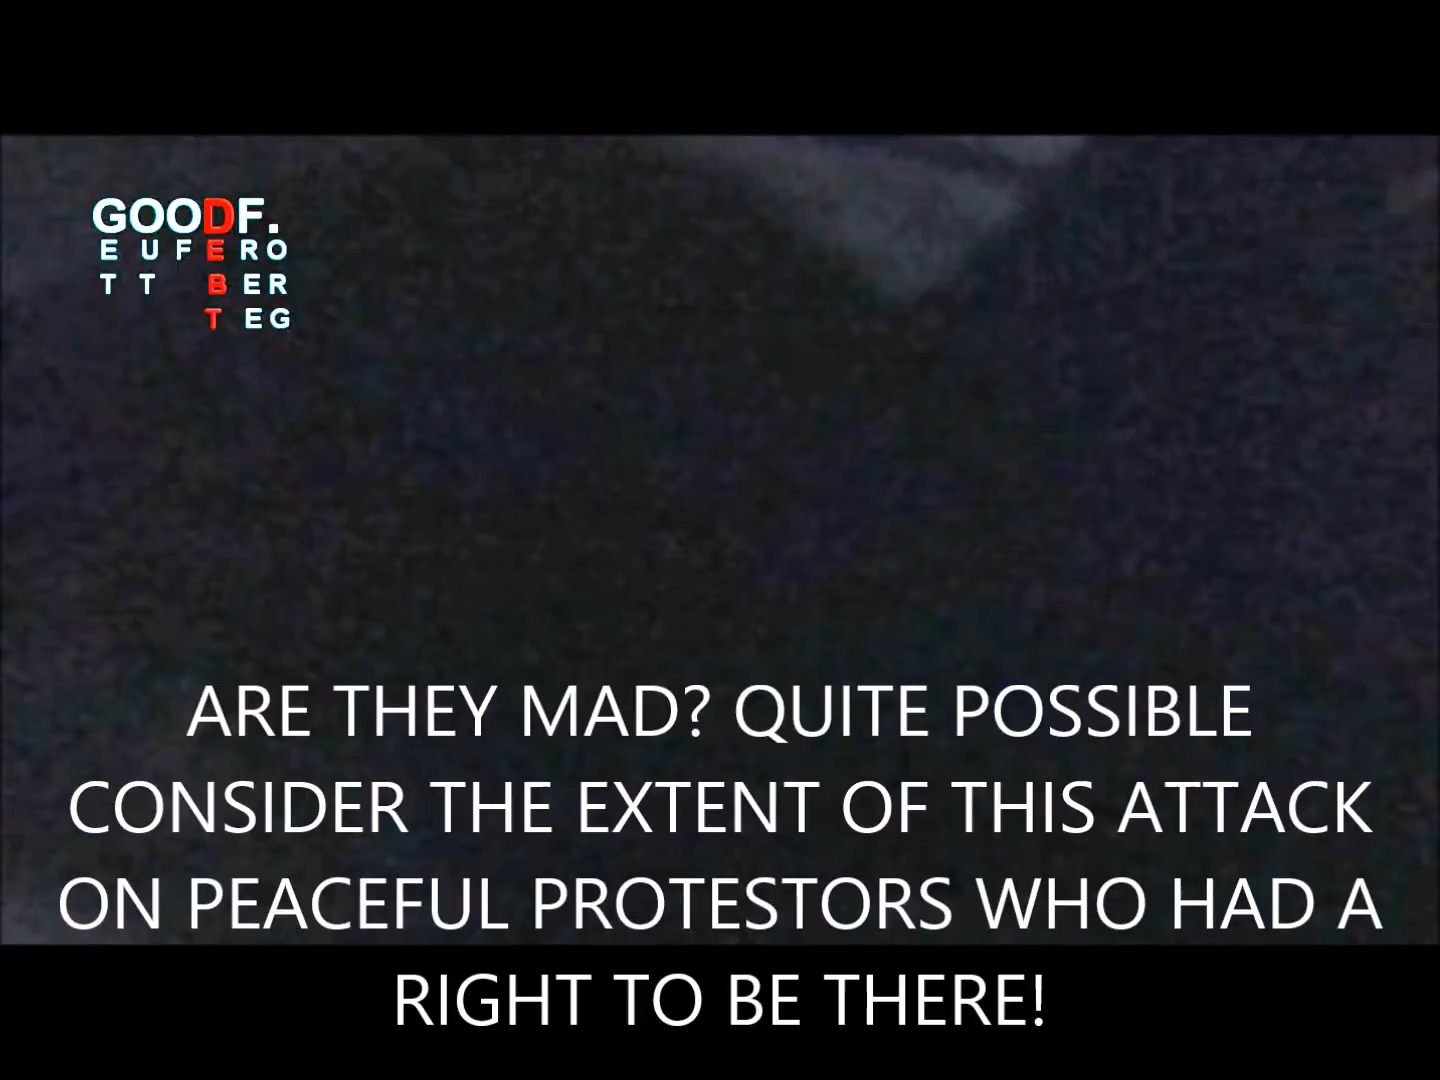 GOODF.
E U F E R O
T T B E R
T E G
ARE THEY MAD? QUITE POSSIBLE
CONSIDER THE EXTENT OF THIS ATTACK
ON PEACEFUL PROTESTORS WHO HAD A
RIGHT TO BE THERE!